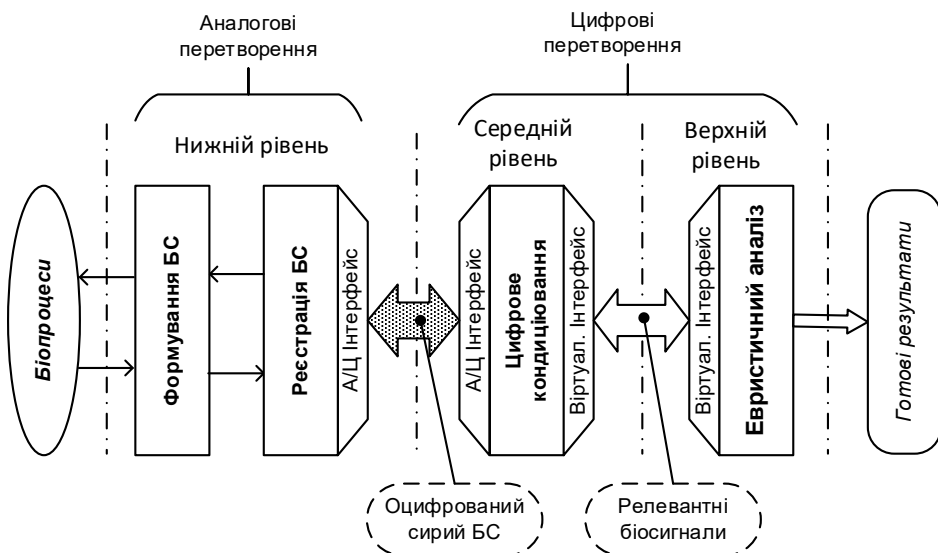 Аналогові
перетворення
Цифрові
перетворення
Нижній рівень
Середній
рівень
Верхній
рівень
Біопроцеси
Формування БС
Реєстрація БС
А/Ц Інтерфейс
А/Ц Інтерфейс
Цифрове
кондиціювання
Віртуал. Інтерфейс
Віртуал. Інтерфейс
Евристичний аналіз
Готові результати
Оцифрований
сирий БС
Релевантні
біосигнали